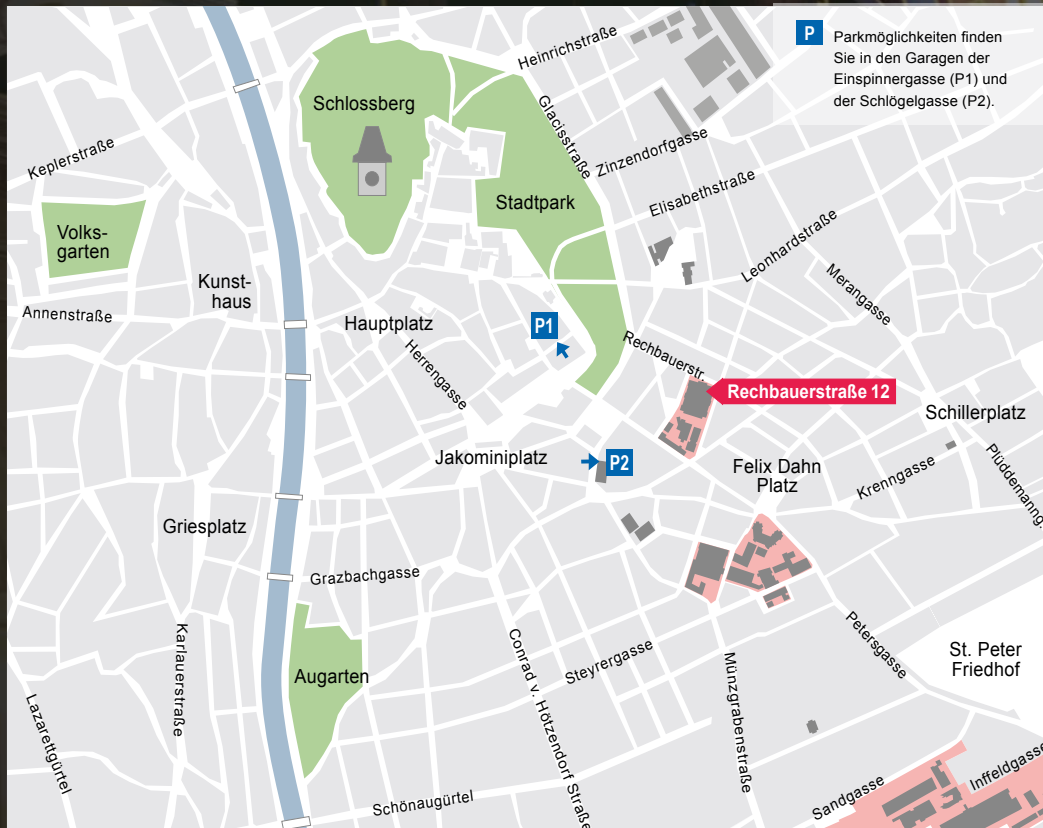 P Parkmöglichkeiten finden
Sie in den Garagen der
Einspinnergasse (P1) und
der Schlögelgasse (P2).
Heinrichstraße
Schlossberg
Glacisstraße
Zinzendorfgasse
Keplerstraße
Elisabethstraße
Stadtpark
Volks-
garten
Leonhardstraße
Merangasse
Kunst-
haus
Annenstraße
Hauptplatz
P1
Herrengasse
Rechbauerstr.
Rechbauerstraße 12
Schillerplatz
Jakominiplatz
P2
Felix Dahn
Platz
Krenngasse
Plüddemanng.
Griesplatz
Grazbachgasse
Karlauerstraße
Augarten
Conrad v. Hötzendorf Straße
Steyrergasse
Münzgrabenstraße
Petersgasse
St. Peter
Friedhof
Lazarettgürtel
Schönaugürtel
Sandgasse
Inffeldgasse